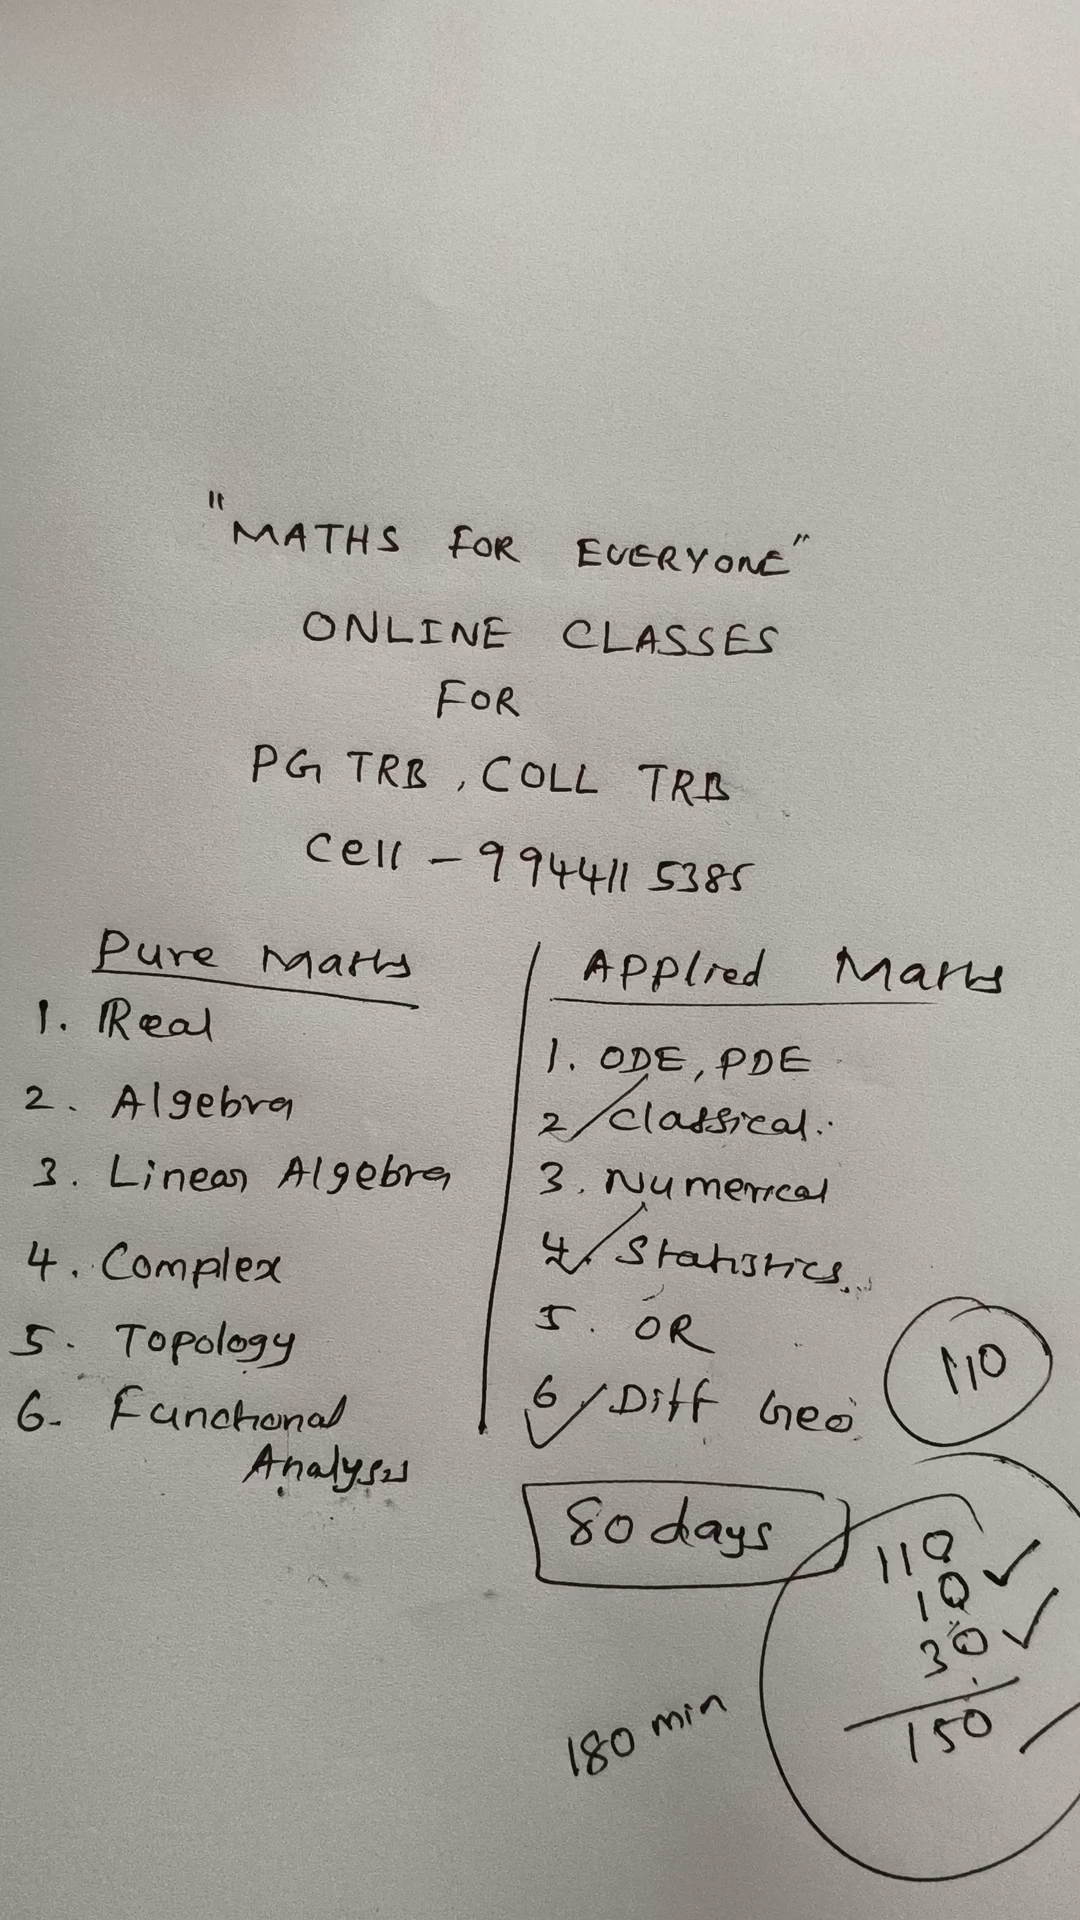 "MATHS FOR EVERYONE"
ONLINE CLASSES
FOR
PG TRB, COLL TRB
Cell - 994411 5385
Pure Maths
1. Real
2. Algebra
3. Linear Algebra
4. Complex
5. Topology
6. Functional
Analysis
Applied Maths
1. ODE, PDE
2 Classical.
3. Numerical
4. Statistics
5. OR
6 Diff Geo
110
80 days
110
10
30
150
180 min